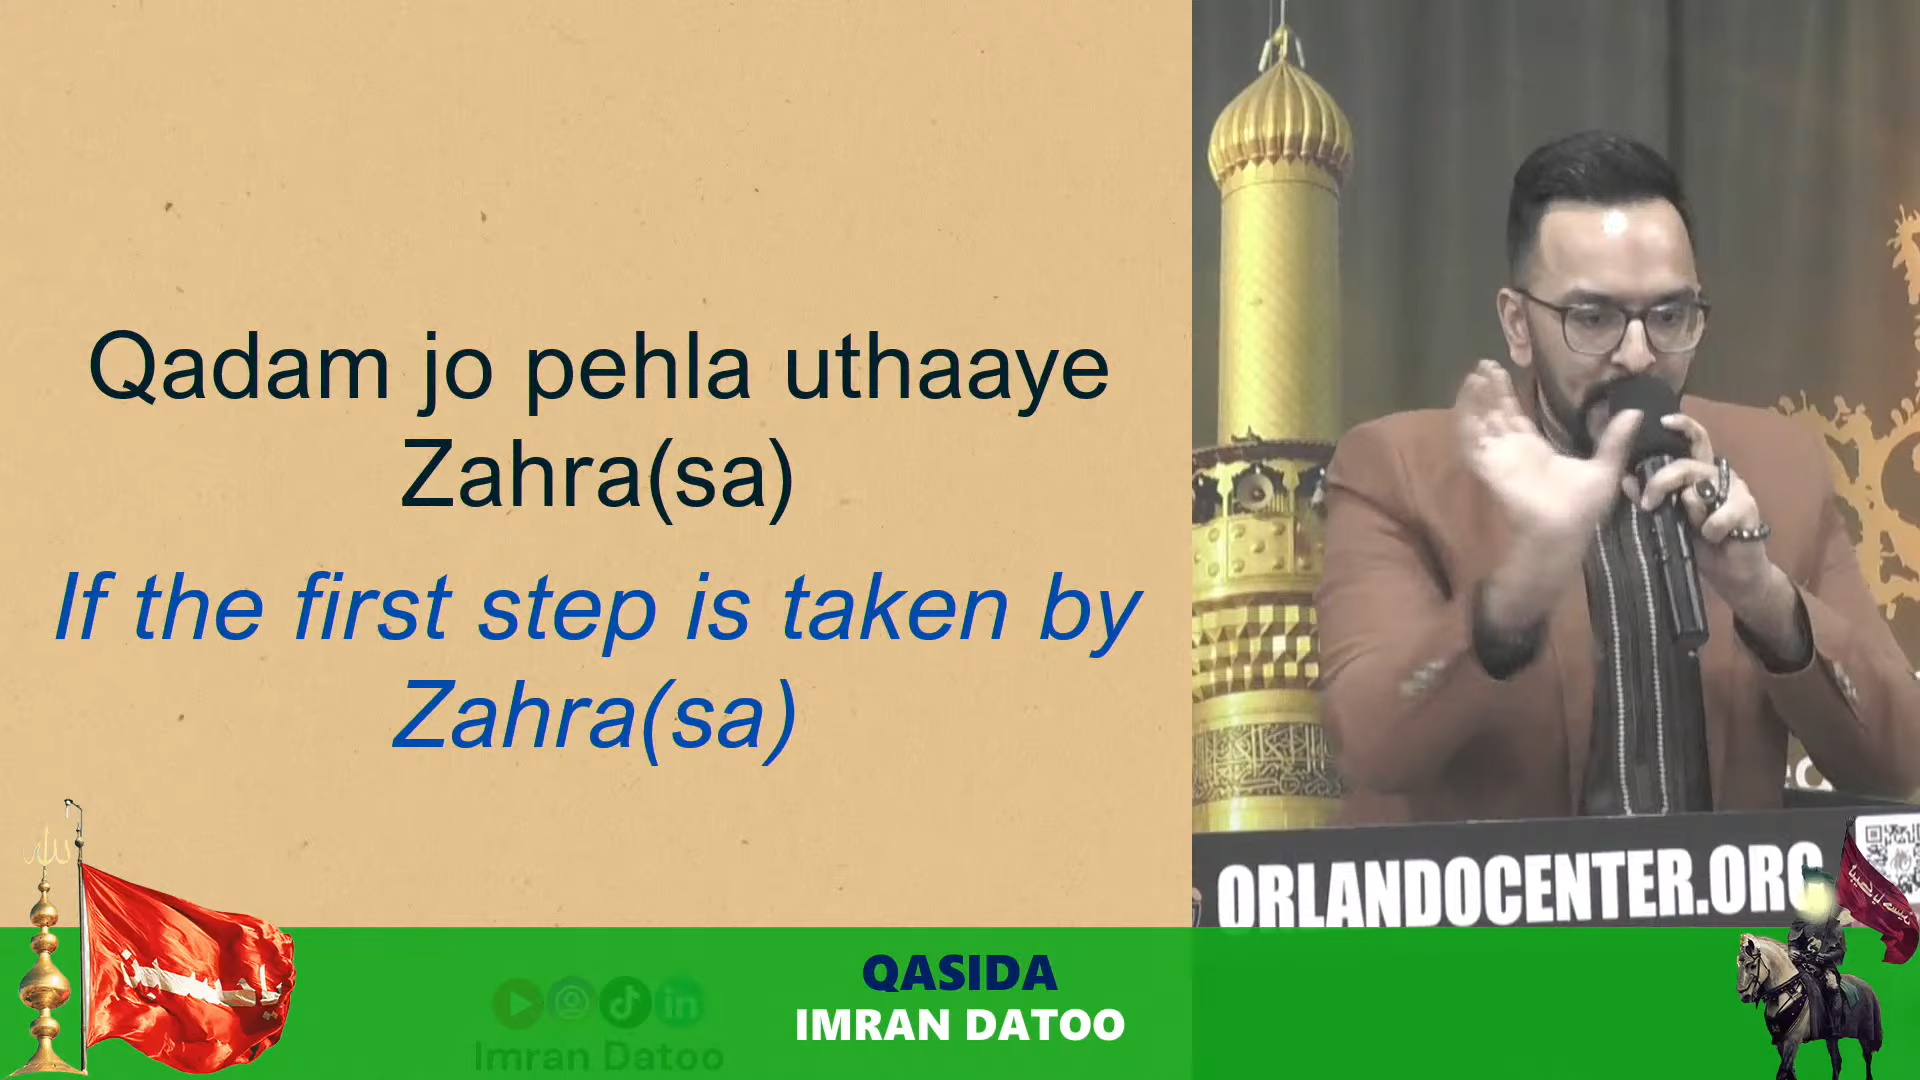 Qadam jo pehla uthaaye
Zahra(sa)
If the first step is taken by
Zahra(sa)
ORLANDOCENTER.ORG
QASIDA
IMRAN DATOO
Imran Datoo